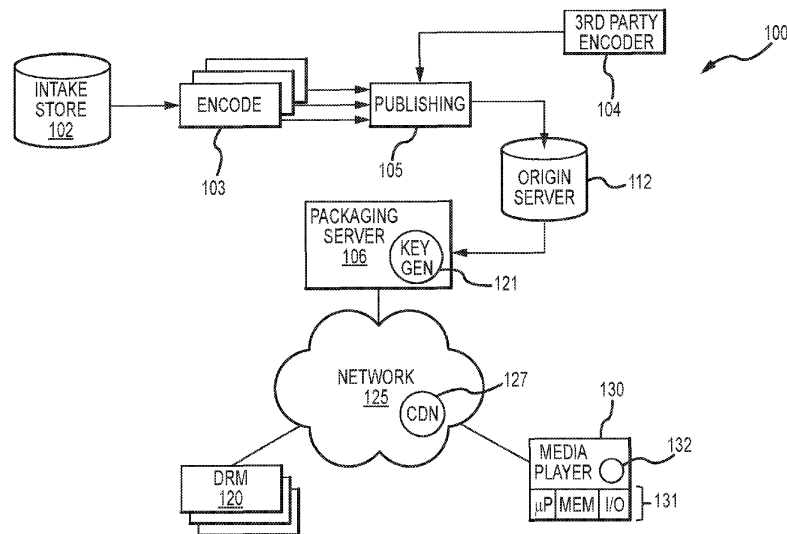 3RD PARTY
ENCODER
104
100
INTAKE
STORE
102
ENCODE
103
PUBLISHING
105
ORIGIN
SERVER
112
PACKAGING
SERVER
106
KEY
GEN
121
NETWORK
125
127
CDN
130
MEDIA
PLAYER
132
μP MEM I/O
131
DRM
120